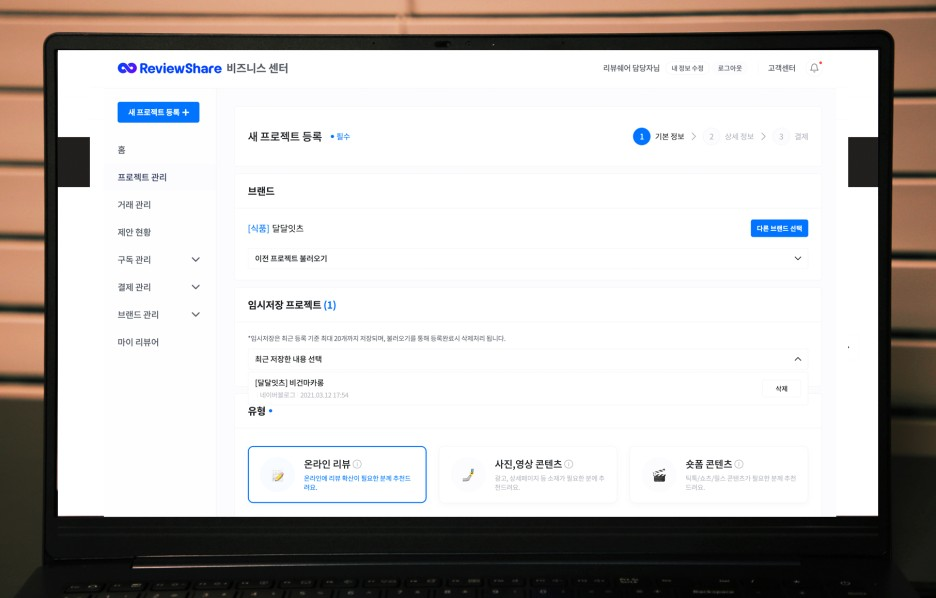 ReviewShare 비즈니스 센터
리뷰쉐어 담당자님 내 정보 수정 로그아웃 고객센터
새 프로젝트 등록 +
홈
프로젝트 관리
거래 관리
제안 현황
구독 관리
결제 관리
브랜드 관리
마이 리뷰어
새 프로젝트 등록 • 필수
1 기본 정보 > 2 상세 정보 > 3 결제
브랜드
[식품] 달달잇츠
다른 브랜드 선택
이전 프로젝트 불러오기
임시저장 프로젝트 (1)
*임시저장은 최근 등록 기준 최대 20개까지 저장되며, 불러오기를 통해 등록완료시 삭제처리 됩니다.
최근 저장한 내용 선택
[달달잇츠] 비건마카롱
네이버블로그 2021.03.12 17:54
삭제
유형 •
온라인 리뷰
온라인에 리뷰 확산이 필요한 분께 추천드
려요.
사진,영상 콘텐츠
광고, 상세페이지 등 소재가 필요한 분께 추
천드려요.
숏폼 콘텐츠
틱톡/쇼츠/릴스 콘텐츠가 필요한 분께 추천
드려요.